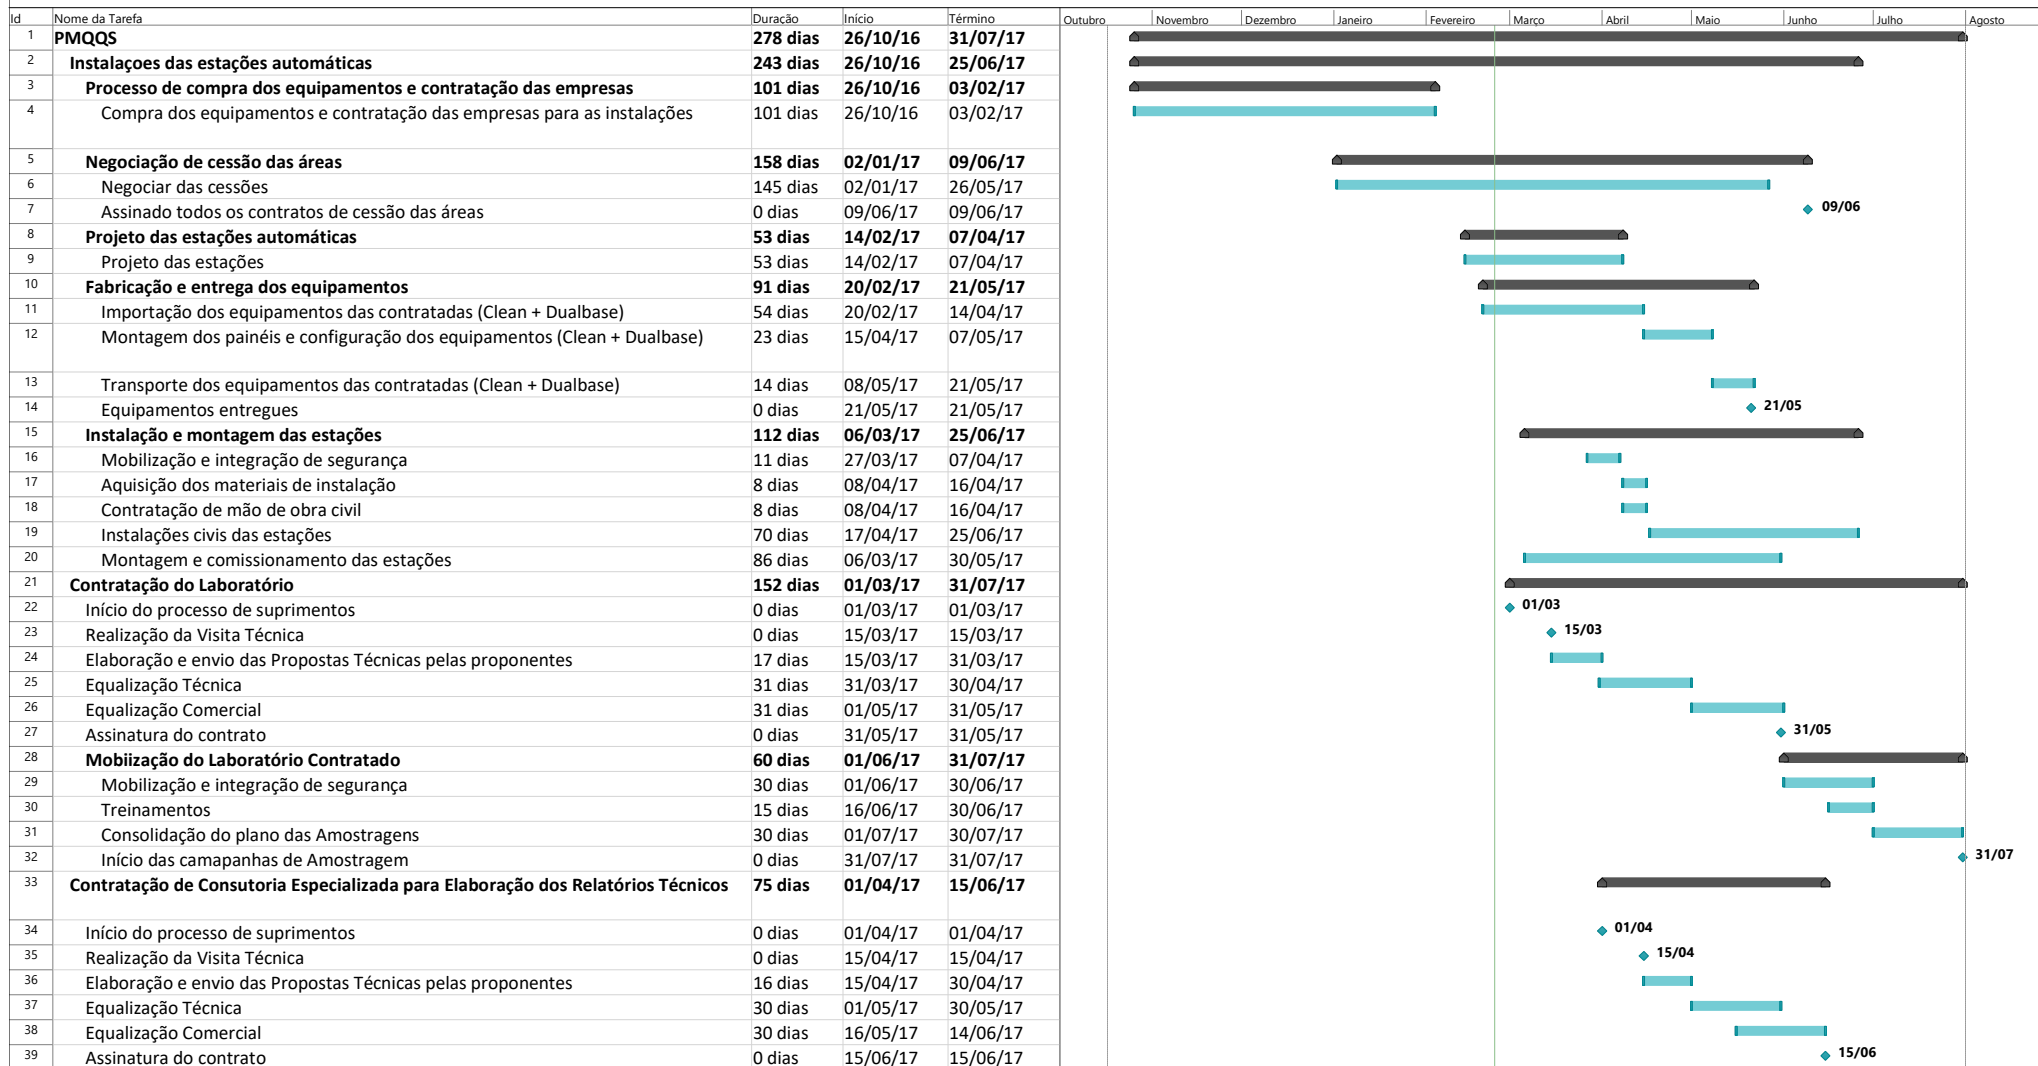 Id Nome da Tarefa Duração Início Término Outubro Novembro Dezembro Janeiro Fevereiro Março Abril Maio Junho Julho Agosto
1 PMQQS 278 dias 26/10/16 31/07/17
2 Instalaçoes das estações automáticas 243 dias 26/10/16 25/06/17
3 Processo de compra dos equipamentos e contratação das empresas 101 dias 26/10/16 03/02/17
4 Compra dos equipamentos e contratação das empresas para as instalações 101 dias 26/10/16 03/02/17
5 Negociação de cessão das áreas 158 dias 02/01/17 09/06/17
6 Negociar das cessões 145 dias 02/01/17 26/05/17
7 Assinado todos os contratos de cessão das áreas 0 dias 09/06/17 09/06/17 09/06
8 Projeto das estações automáticas 53 dias 14/02/17 07/04/17
9 Projeto das estações 53 dias 14/02/17 07/04/17
10 Fabricação e entrega dos equipamentos 91 dias 20/02/17 21/05/17
11 Importação dos equipamentos das contratadas (Clean + Dualbase) 54 dias 20/02/17 14/04/17
12 Montagem dos painéis e configuração dos equipamentos (Clean + Dualbase) 23 dias 15/04/17 07/05/17
13 Transporte dos equipamentos das contratadas (Clean + Dualbase) 14 dias 08/05/17 21/05/17
14 Equipamentos entregues 0 dias 21/05/17 21/05/17 21/05
15 Instalação e montagem das estações 112 dias 06/03/17 25/06/17
16 Mobilização e integração de segurança 11 dias 27/03/17 07/04/17
17 Aquisição dos materiais de instalação 8 dias 08/04/17 16/04/17
18 Contratação de mão de obra civil 8 dias 08/04/17 16/04/17
19 Instalações civis das estações 70 dias 17/04/17 25/06/17
20 Montagem e comissionamento das estações 86 dias 06/03/17 30/05/17
21 Contratação do Laboratório 152 dias 01/03/17 31/07/17
22 Início do processo de suprimentos 0 dias 01/03/17 01/03/17 01/03
23 Realização da Visita Técnica 0 dias 15/03/17 15/03/17 15/03
24 Elaboração e envio das Propostas Técnicas pelas proponentes 17 dias 15/03/17 31/03/17
25 Equalização Técnica 31 dias 31/03/17 30/04/17
26 Equalização Comercial 31 dias 01/05/17 31/05/17
27 Assinatura do contrato 0 dias 31/05/17 31/05/17 31/05
28 Mobiização do Laboratório Contratado 60 dias 01/06/17 31/07/17
29 Mobilização e integração de segurança 30 dias 01/06/17 30/06/17
30 Treinamentos 15 dias 16/06/17 30/06/17
31 Consolidação do plano das Amostragens 30 dias 01/07/17 30/07/17
32 Início das camapanhas de Amostragem 0 dias 31/07/17 31/07/17 31/07
33 Contratação de Consutoria Especializada para Elaboração dos Relatórios Técnicos 75 dias 01/04/17 15/06/17
34 Início do processo de suprimentos 0 dias 01/04/17 01/04/17 01/04
35 Realização da Visita Técnica 0 dias 15/04/17 15/04/17 15/04
36 Elaboração e envio das Propostas Técnicas pelas proponentes 16 dias 15/04/17 30/04/17
37 Equalização Técnica 30 dias 01/05/17 30/05/17
38 Equalização Comercial 30 dias 16/05/17 14/06/17
39 Assinatura do contrato 0 dias 15/06/17 15/06/17 15/06